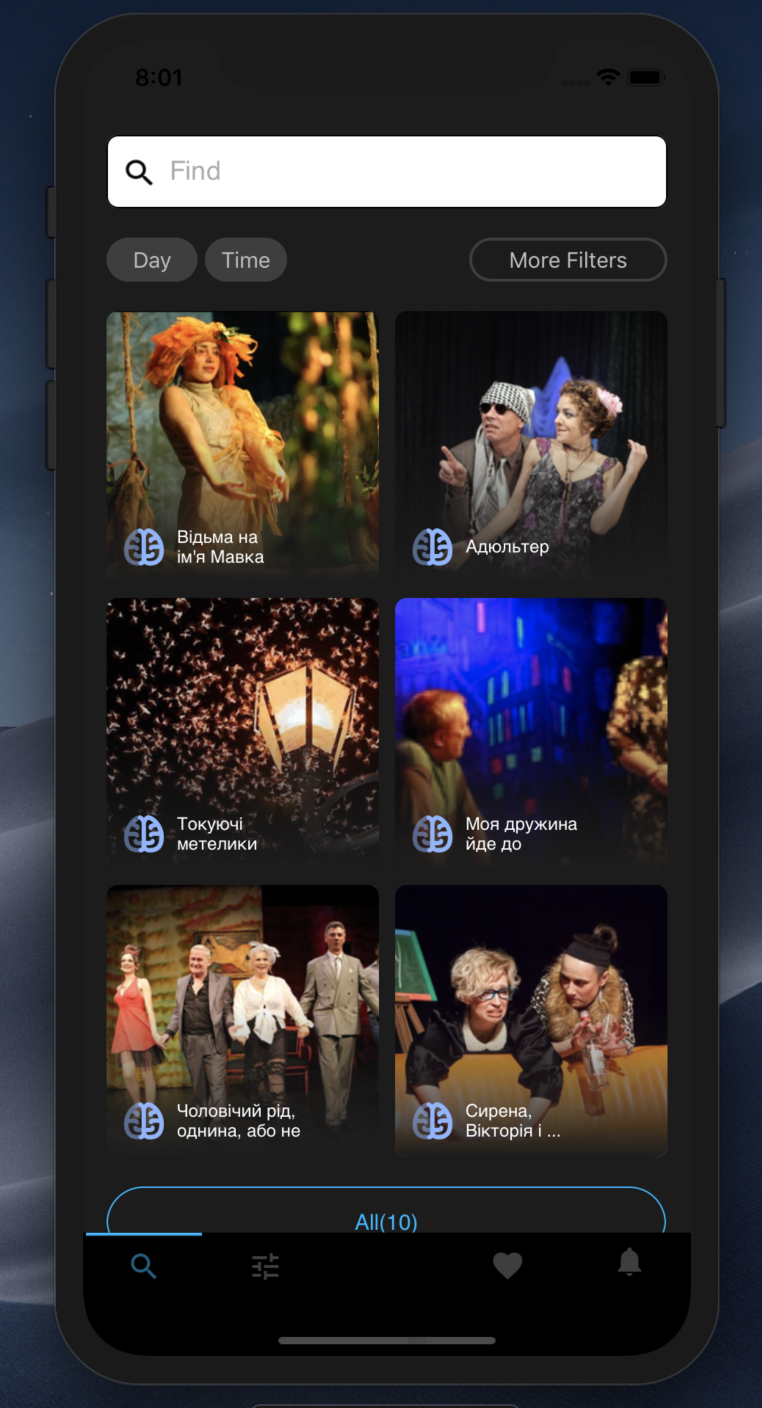 8:01
Find
Day
Time
More Filters
Відьма на
ім'я Мавка
Адюльтер
Токуючі
метелики
Моя дружина
йде до
Чоловічий рід,
однина, або не
Сирена,
Вікторія і ...
All(10)